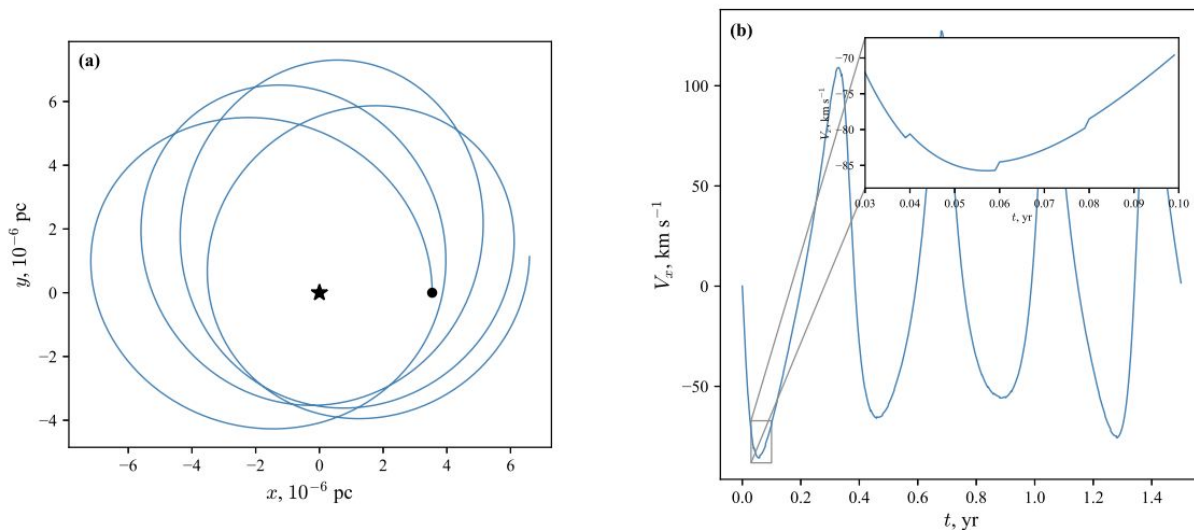 (a)
6
4
2
0
−2
−4
y, 10⁻⁶ pc
−6 −4 −2 0 2 4 6
x, 10⁻⁶ pc
(b)
100
50
0
−50
Vₓ, km s⁻¹
0.0 0.2 0.4 0.6 0.8 1.0 1.2 1.4
t, yr
−70
−75
−80
−85
Vₓ, km s⁻¹
0.03 0.04 0.05 0.06 0.07 0.08 0.09 0.10
t, yr